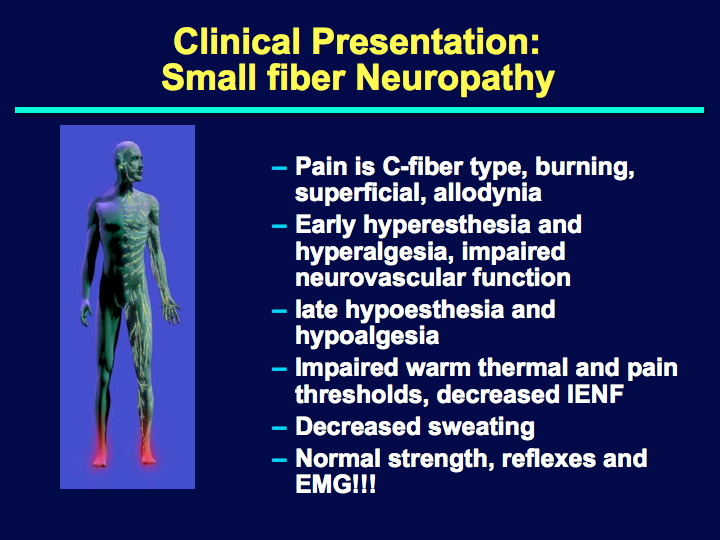 Clinical Presentation:
Small fiber Neuropathy
– Pain is C-fiber type, burning,
superficial, allodynia
– Early hyperesthesia and
hyperalgesia, impaired
neurovascular function
– late hypoesthesia and
hypoalgesia
– Impaired warm thermal and pain
thresholds, decreased IENF
– Decreased sweating
– Normal strength, reflexes and
EMG!!!